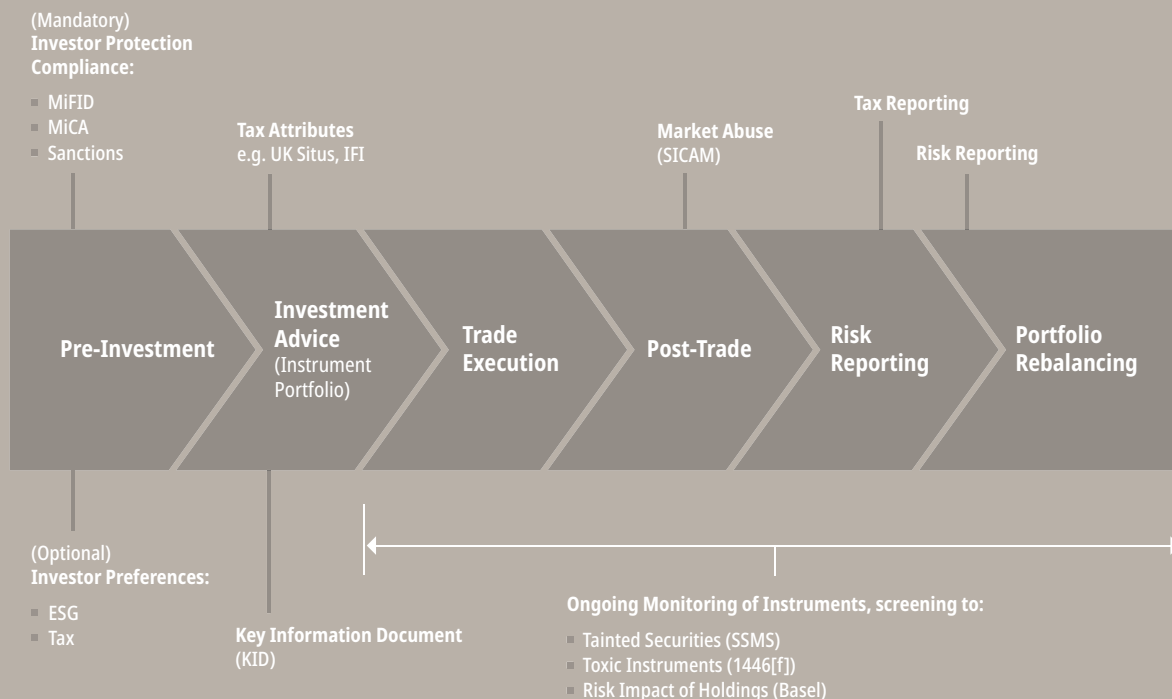 (Mandatory)
Investor Protection
Compliance:
MiFID
MiCA
Sanctions
Tax Attributes
e.g. UK Situs, IFI
Market Abuse
(SICAM)
Tax Reporting
Risk Reporting
Pre-Investment
Investment
Advice
(Instrument
Portfolio)
Trade
Execution
Post-Trade
Risk
Reporting
Portfolio
Rebalancing
(Optional)
Investor Preferences:
ESG
Tax
Key Information Document
(KID)
Ongoing Monitoring of Instruments, screening to:
Tainted Securities (SSMS)
Toxic Instruments (1446[f])
Risk Impact of Holdings (Basel)